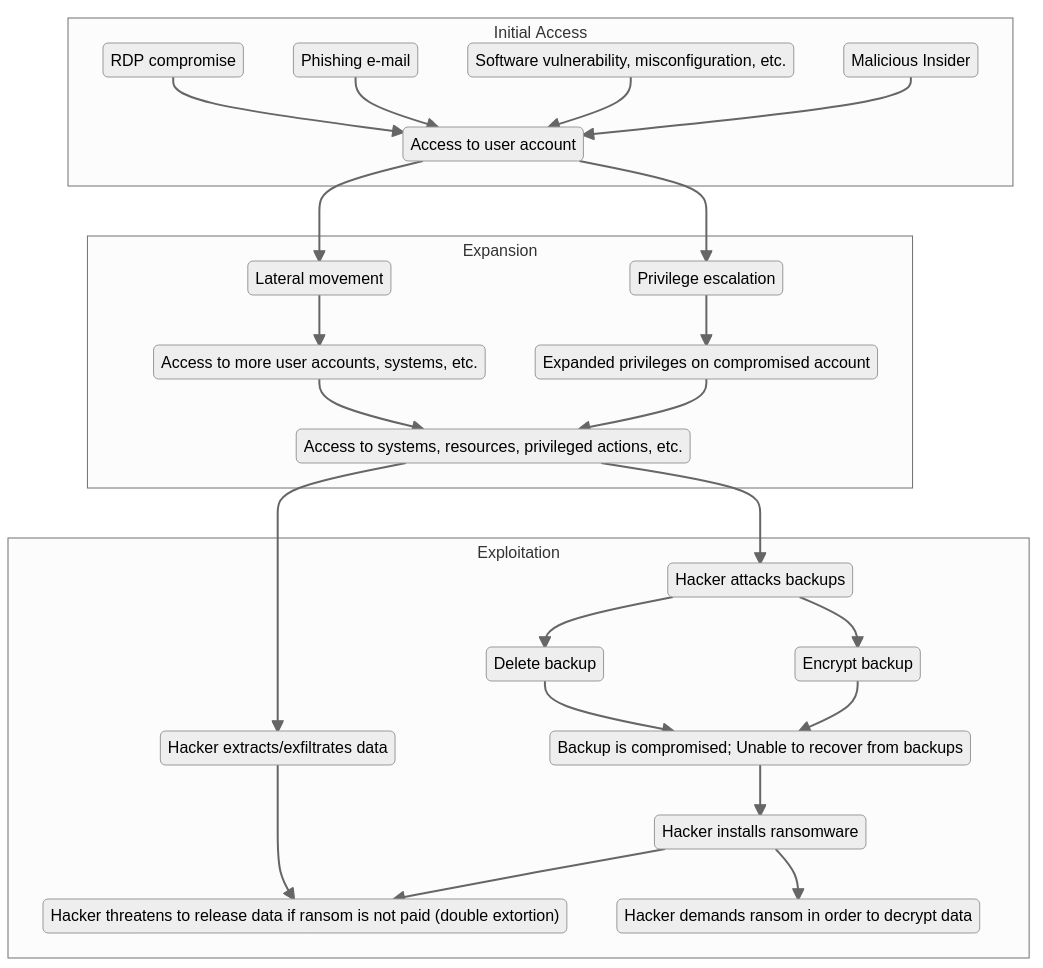 Initial Access
RDP compromise
Phishing e-mail
Software vulnerability, misconfiguration, etc.
Malicious Insider
Access to user account
Expansion
Lateral movement
Privilege escalation
Access to more user accounts, systems, etc.
Expanded privileges on compromised account
Access to systems, resources, privileged actions, etc.
Exploitation
Hacker attacks backups
Delete backup
Encrypt backup
Hacker extracts/exfiltrates data
Backup is compromised; Unable to recover from backups
Hacker installs ransomware
Hacker threatens to release data if ransom is not paid (double extortion)
Hacker demands ransom in order to decrypt data